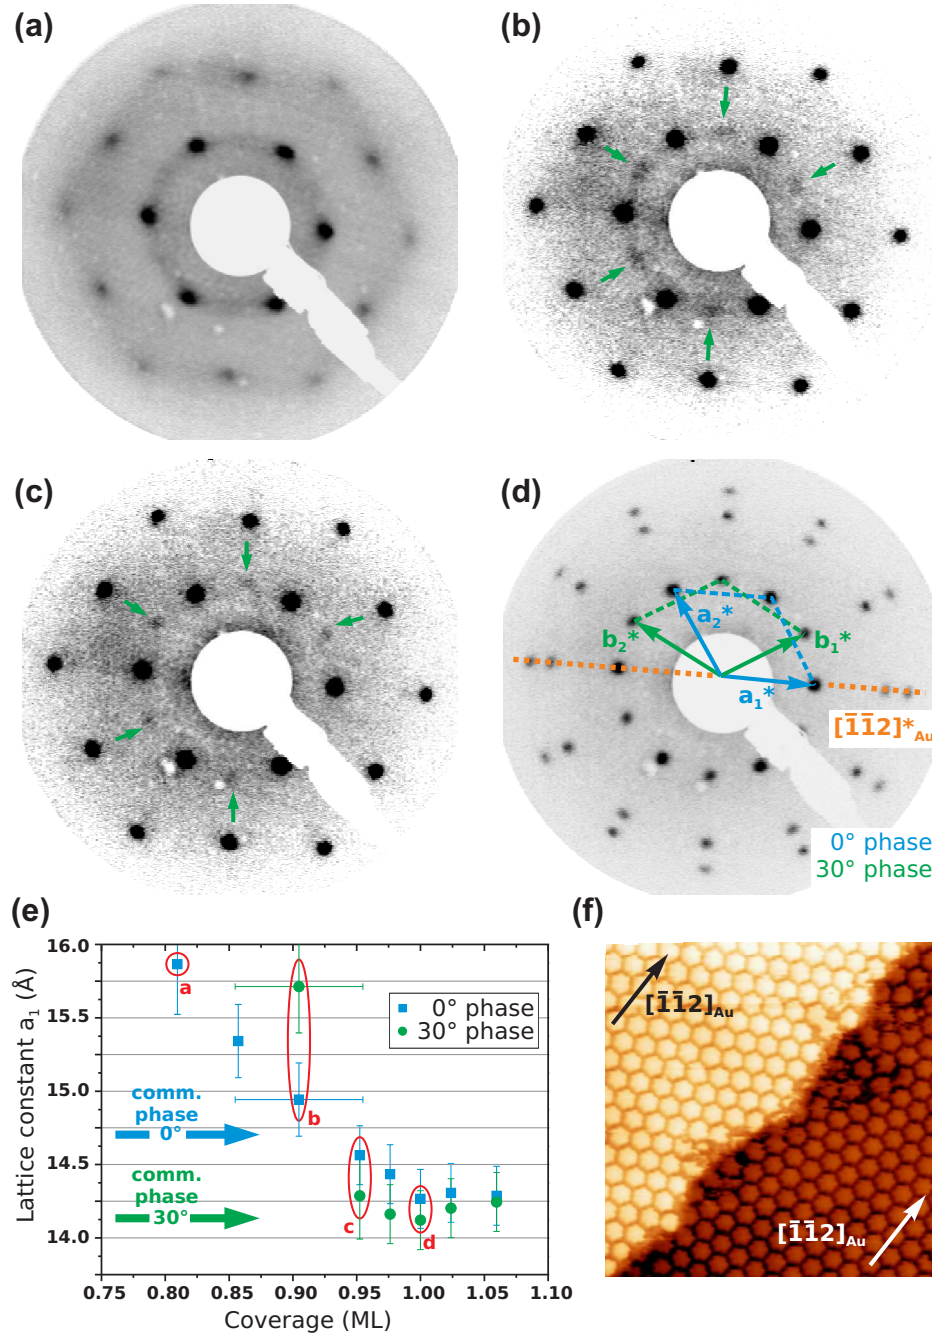 (a)
(b)
(c)
(d)
a₂*
b₂*
b₁*
a₁*
[1̅1̅2]*Au
0° phase
30° phase
(e)
(f)
Lattice constant a₁ (Å)
16.0
15.5
15.0
14.5
14.0
a
b
c
d
0° phase
30° phase
comm.
phase
0°
comm.
phase
30°
0.75 0.80 0.85 0.90 0.95 1.00 1.05 1.10
Coverage (ML)
[1̅1̅2]Au
[1̅1̅2]Au